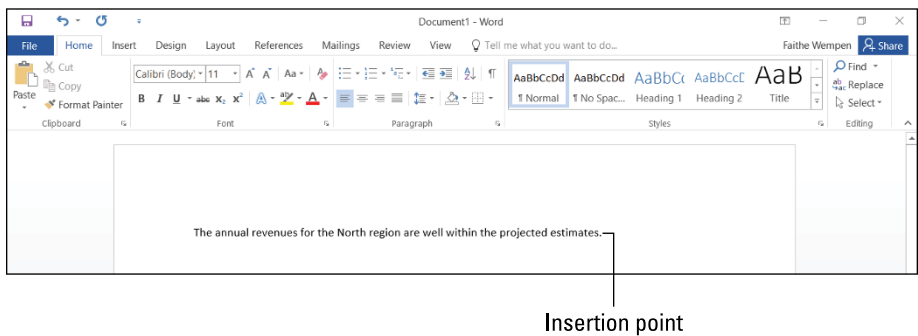 Document1 - Word
File Home Insert Design Layout References Mailings Review View Tell me what you want to do... Faithe Wempen Share
Paste Cut Copy Format Painter
Calibri (Body) 11 A A Aa A
B I U abc X₂ X² A aby A
AaBbCcDd AaBbCcDd AaBbCc AaBbCcE AaB
¶ Normal ¶ No Spac... Heading 1 Heading 2 Title
Find
Replace
Select
Clipboard Font Paragraph Styles Editing
The annual revenues for the North region are well within the projected estimates.
Insertion point